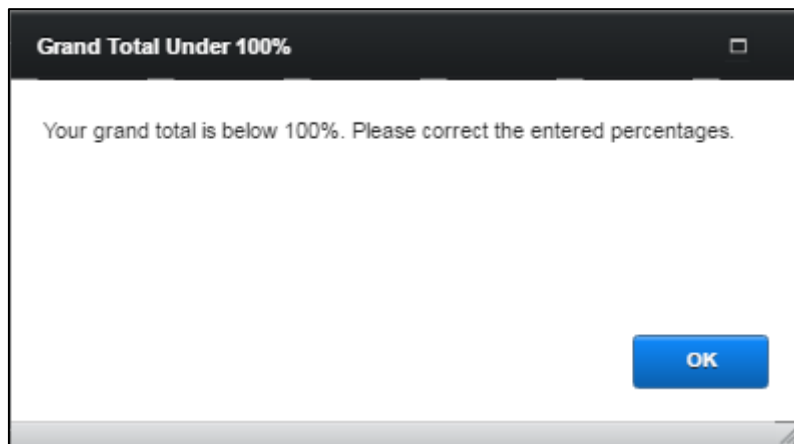 Grand Total Under 100%
Your grand total is below 100%. Please correct the entered percentages.
OK